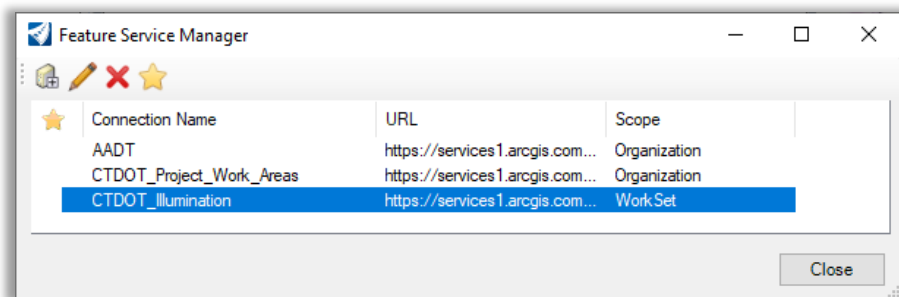 Feature Service Manager
Connection Name URL Scope
AADT https://services1.arcgis.com... Organization
CTDOT_Project_Work_Areas https://services1.arcgis.com... Organization
CTDOT_Illumination https://services1.arcgis.com... WorkSet
Close